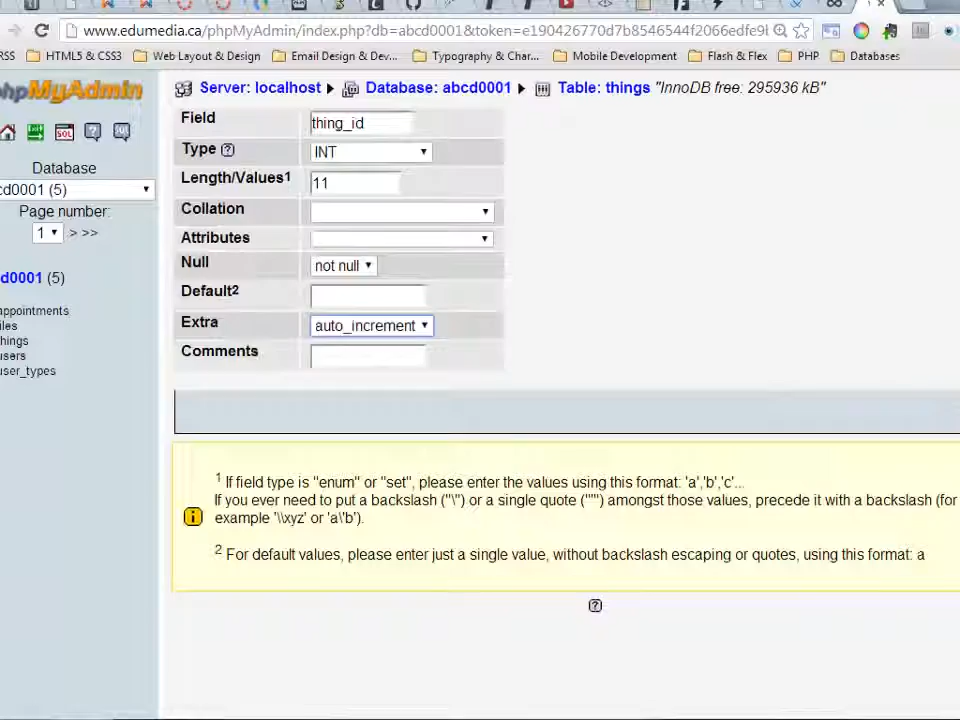 www.edumedia.ca/phpMyAdmin/index.php?db=abcd0001&token=e190426770d7b8546544f2066edfe9
RSS HTML5 & CSS3 Web Layout & Design Email Design & Dev... Typography & Char... Mobile Development Flash & Flex PHP Databases
phpMyAdmin
Server: localhost Database: abcd0001 Table: things "InnoDB free: 295936 kB"
SQL
Database
cd0001 (5)
Page number:
1 > >>
d0001 (5)
appointments
iles
hings
users
user_types
Field thing_id
Type INT
Length/Values1 11
Collation
Attributes
Null not null
Default2
Extra auto_increment
Comments
1 If field type is "enum" or "set", please enter the values using this format: 'a','b','c'...
If you ever need to put a backslash ("\") or a single quote ("'") amongst those values, precede it with a backslash (for
example '\\xyz' or 'a\'b').
2 For default values, please enter just a single value, without backslash escaping or quotes, using this format: a